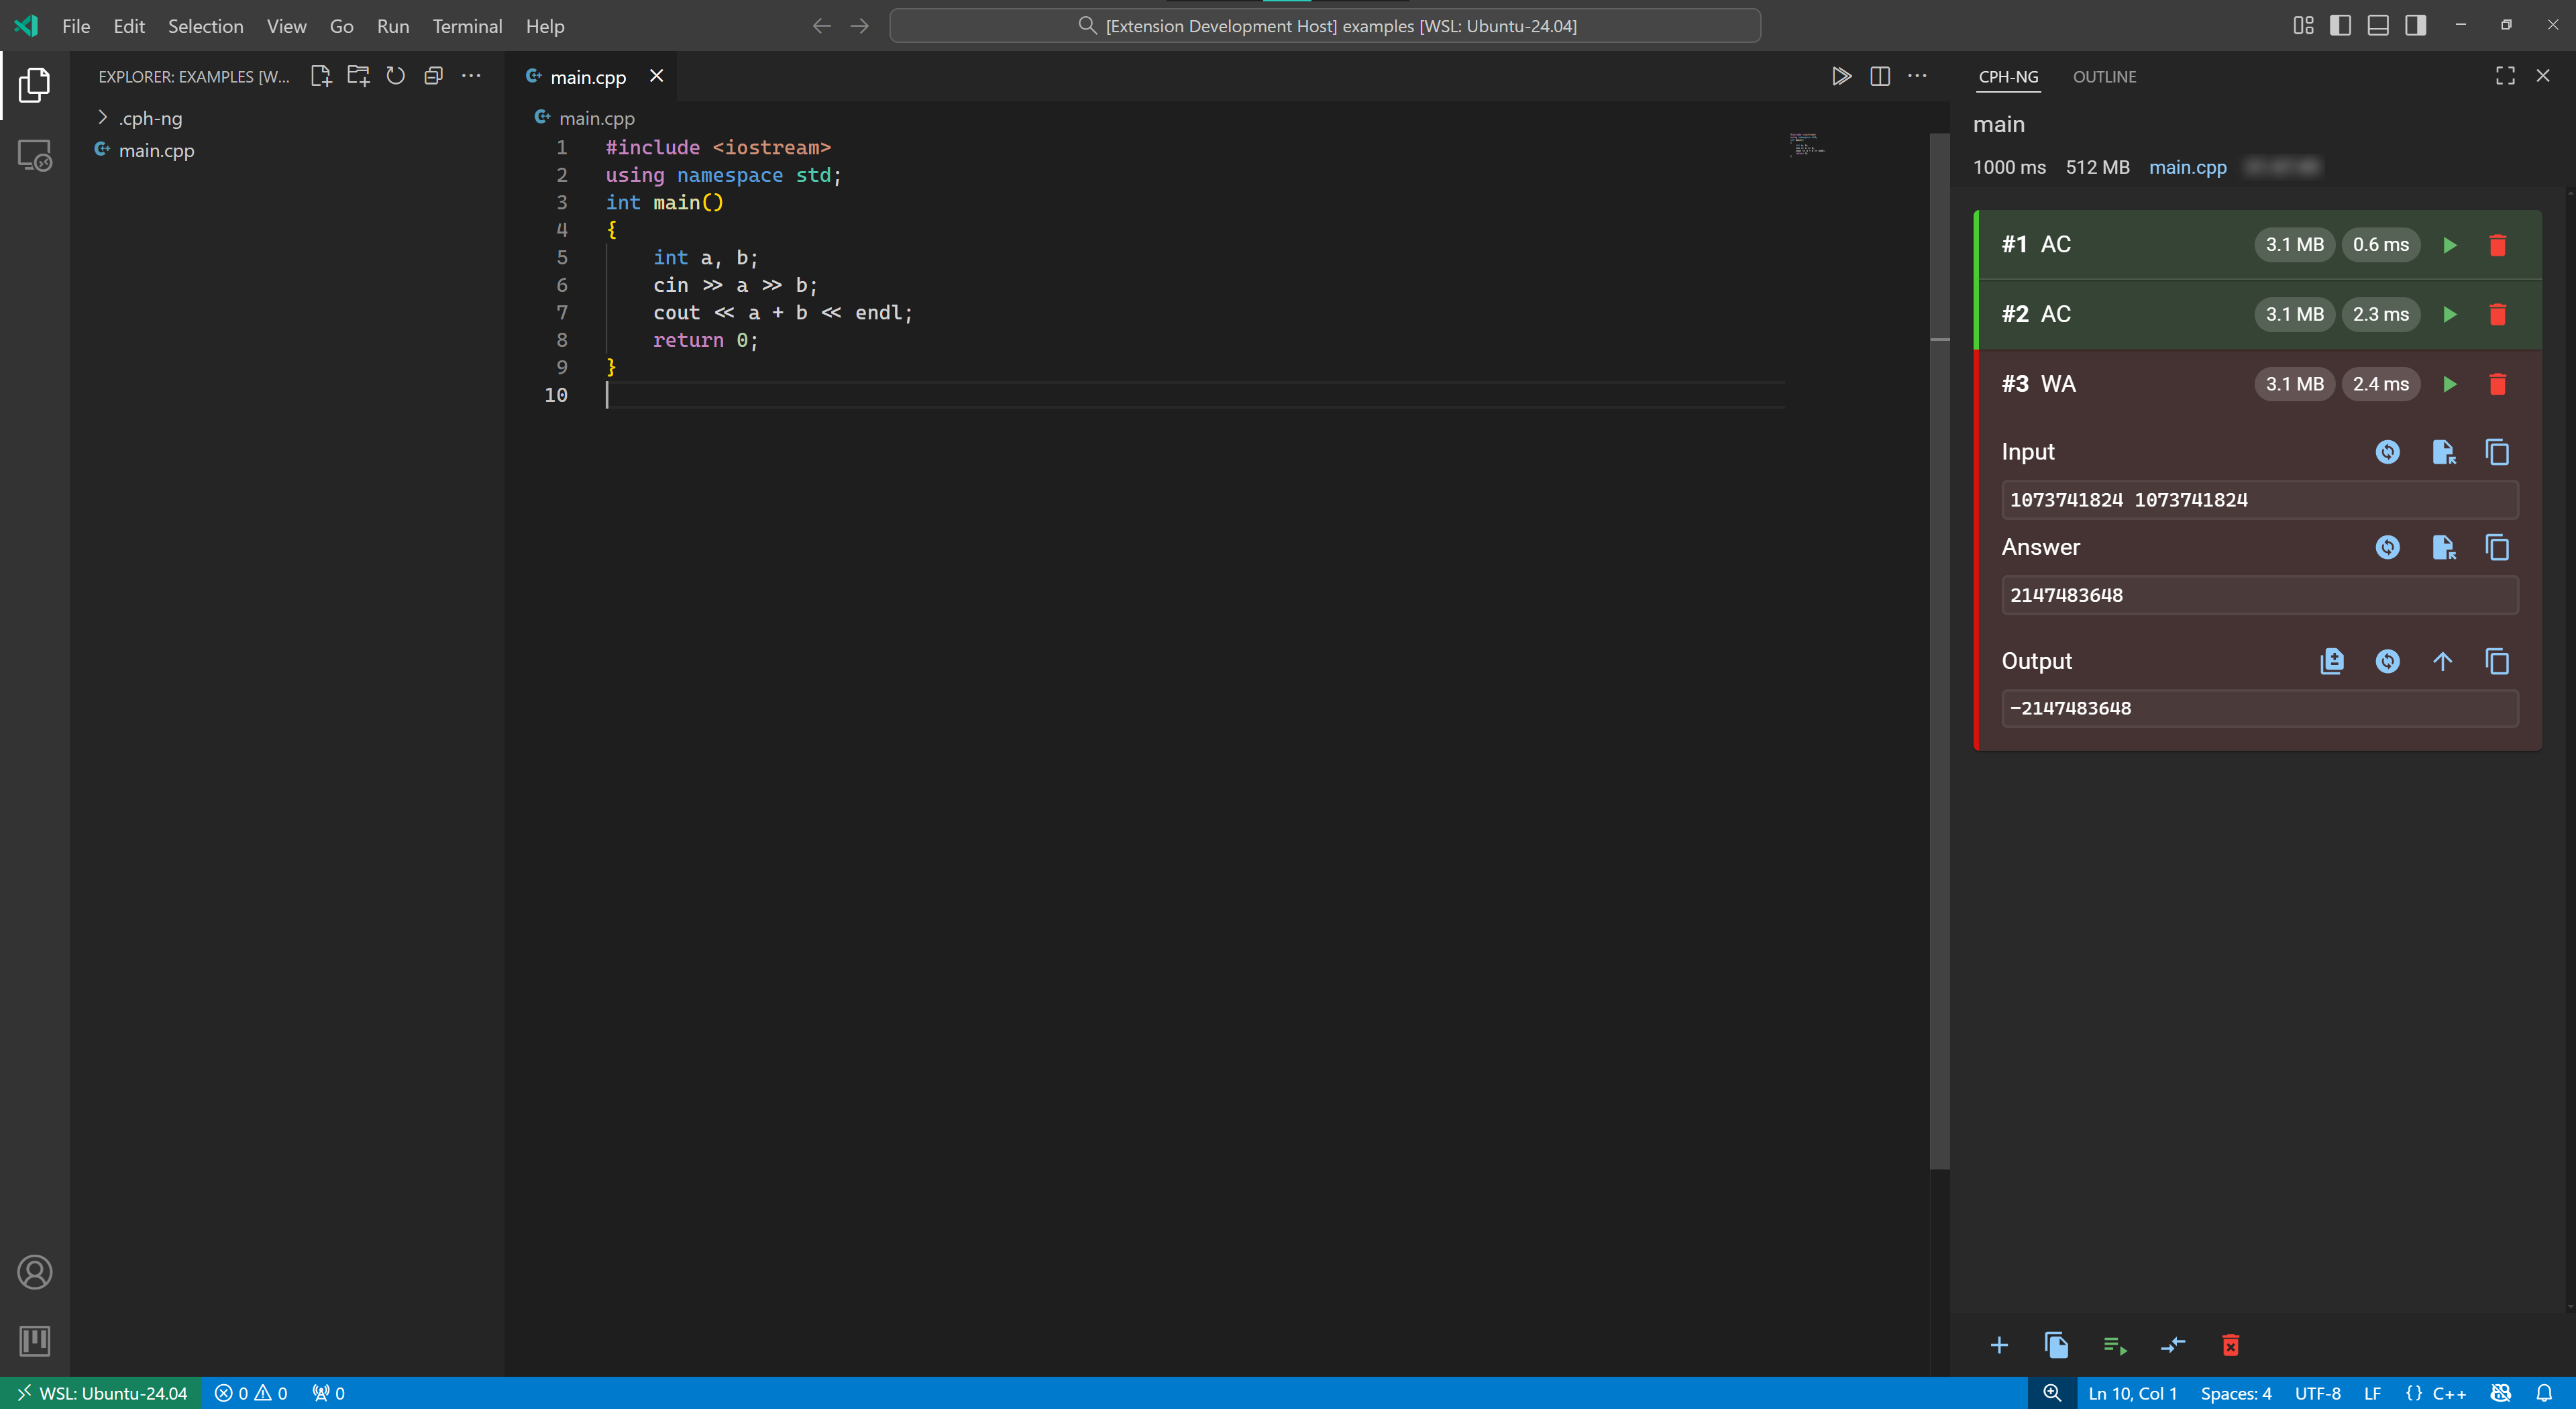 File Edit Selection View Go Run Terminal Help
[Extension Development Host] examples [WSL: Ubuntu-24.04]
EXPLORER: EXAMPLES [W...
.cph-ng
main.cpp
main.cpp
main.cpp
1 #include <iostream>
2 using namespace std;
3 int main()
4 {
5 int a, b;
6 cin >> a >> b;
7 cout << a + b << endl;
8 return 0;
9 }
10
CPH-NG OUTLINE
main
1000 ms 512 MB main.cpp
#1 AC 3.1 MB 0.6 ms
#2 AC 3.1 MB 2.3 ms
#3 WA 3.1 MB 2.4 ms
Input
1073741824 1073741824
Answer
2147483648
Output
-2147483648
WSL: Ubuntu-24.04 0 0 0 Ln 10, Col 1 Spaces: 4 UTF-8 LF {} C++